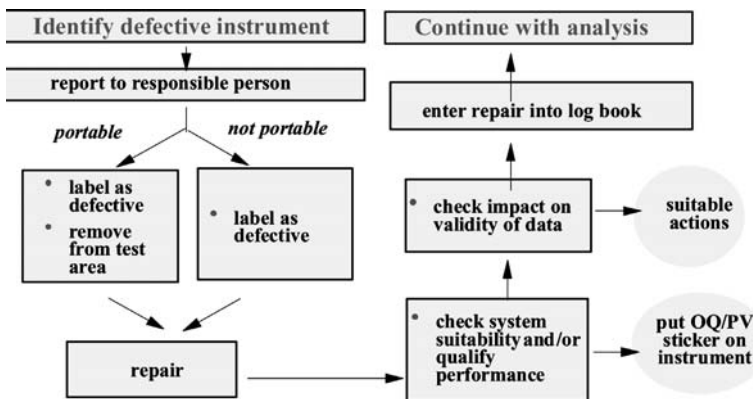 Identify defective instrument
report to responsible person
portable
not portable
• label as
defective
• remove
from test
area
• label as
defective
repair
Continue with analysis
enter repair into log book
• check impact on
validity of data
suitable
actions
• check system
suitability and/or
qualify
performance
put OQ/PV
sticker on
instrument